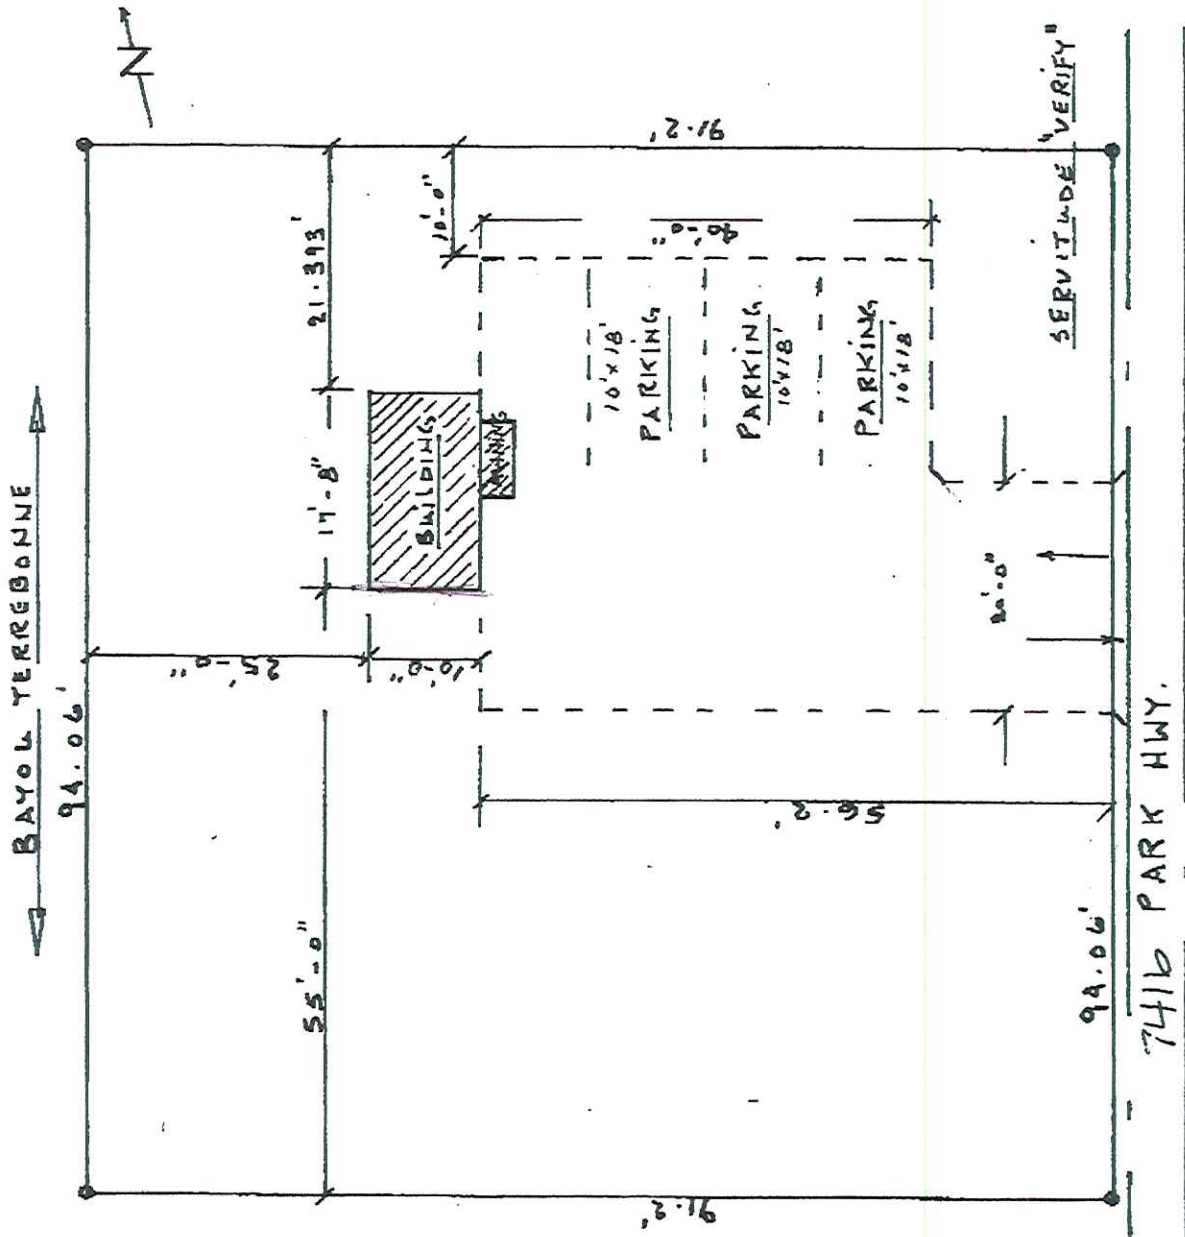 N
BAYOU TERREBONNE
94.06'
21.393'
17'-8"
55'-0"
10'-0"
25'-0"
10'-0"
BUILDING
AWNING
91.2'
40'-0"
10'x18'
PARKING
PARKING
10'x18'
PARKING
10'x18'
20'-0"
56.2'
91.2'
SERVITUDE "VERIFY"
94.06'
7416 PARK HWY.